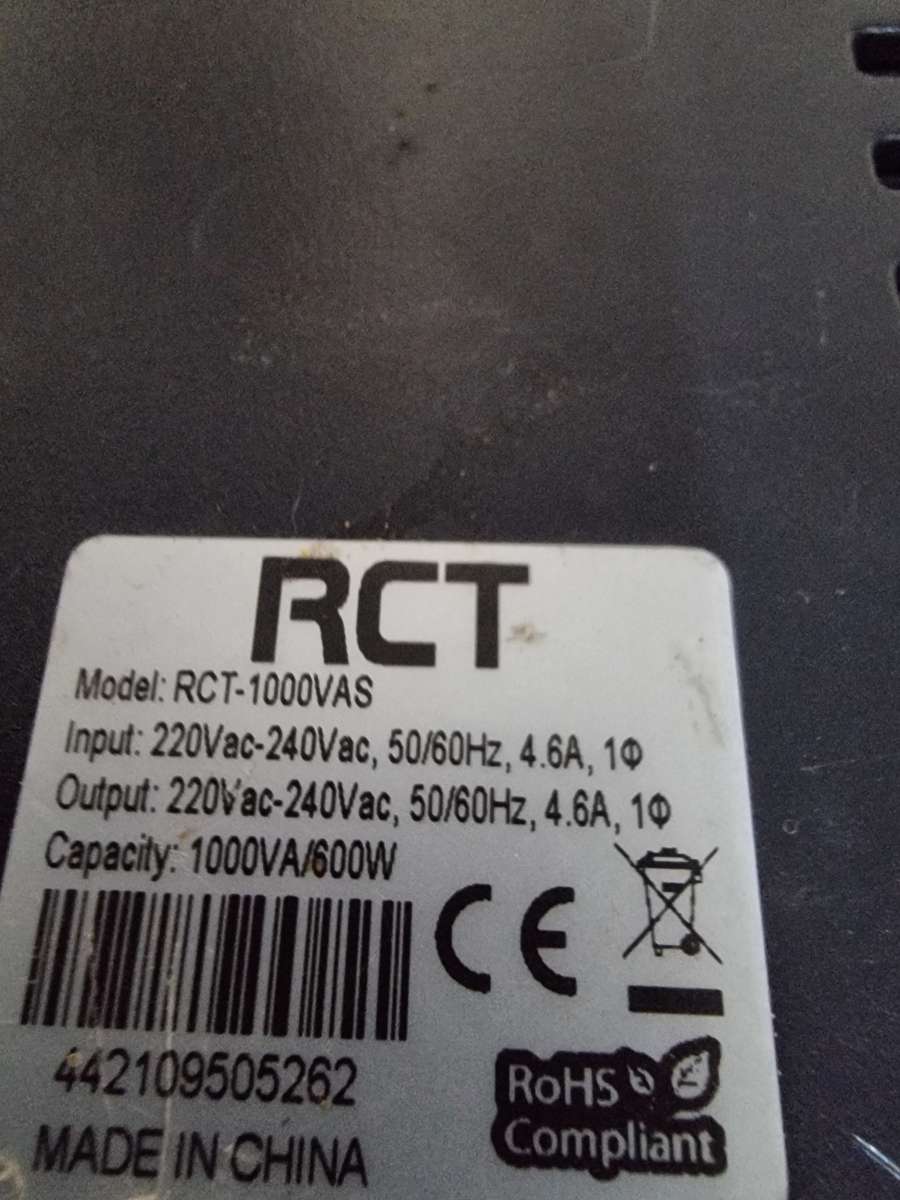 RCT
Model: RCT-1000VAS
Input: 220Vac-240Vac, 50/60Hz, 4.6A, 1Φ
Output: 220Vac-240Vac, 50/60Hz, 4.6A, 1Φ
Capacity: 1000VA/600W
CE
442109505262
RoHS
Compliant
MADE IN CHINA